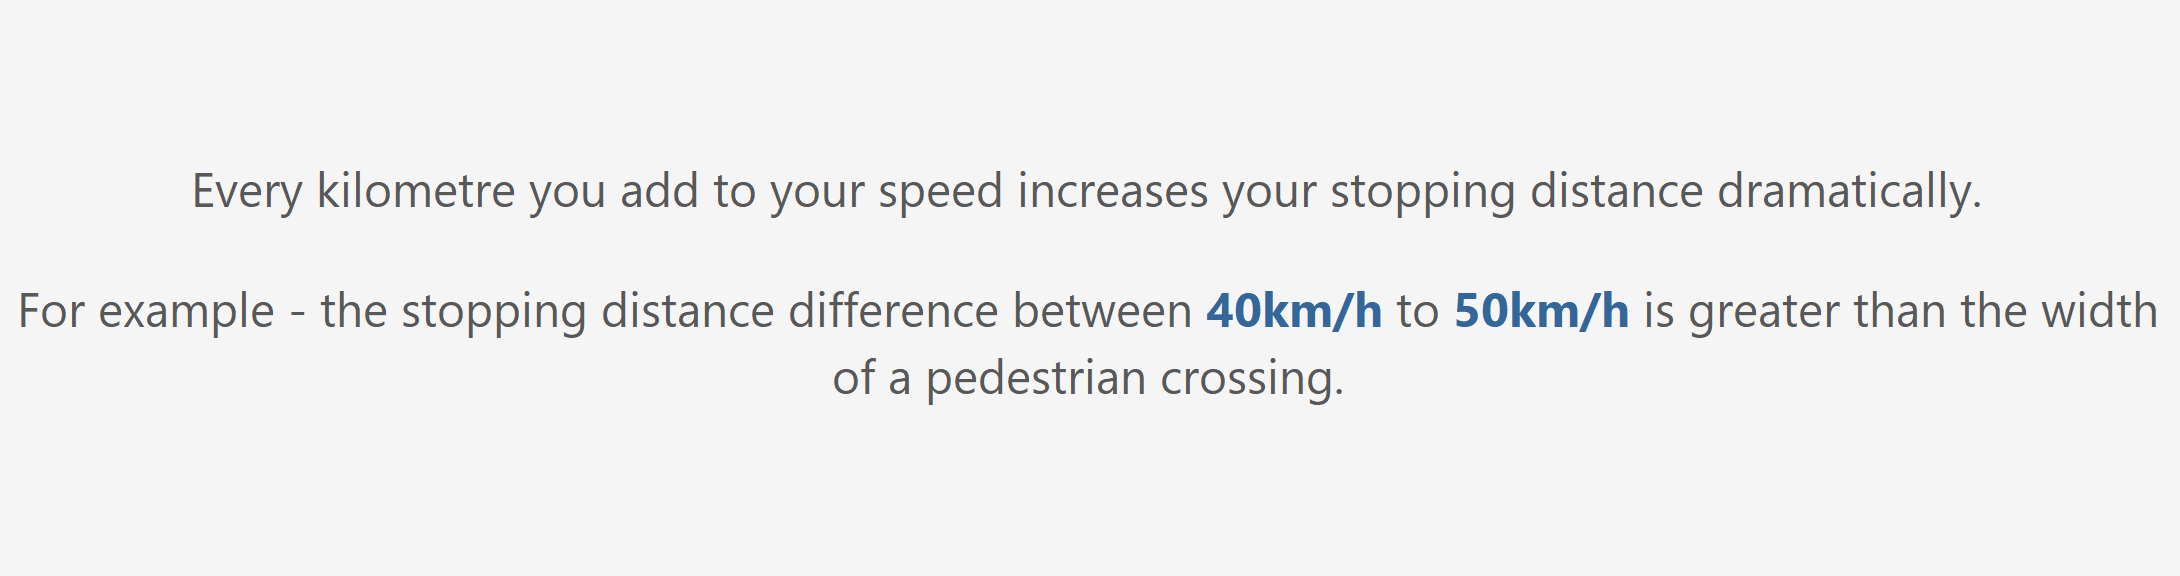 Every kilometre you add to your speed increases your stopping distance dramatically.
For example - the stopping distance difference between 40km/h to 50km/h is greater than the width
of a pedestrian crossing.